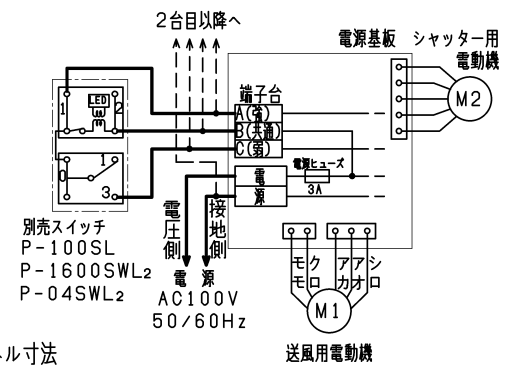 2台目以降へ
電源基板
シャッター用
電動機
M2
端子台
A(強)
B(共通)
C(弱)
電源ヒューズ
3A
電
源
1
LED
2
0
1
3
別売スイッチ
P-100SL
P-1600SWL2
P-04SWL2
電圧側
接地側
電 源
AC100V
50/60Hz
モモ
クロ
アカ
アオ
シロ
M1
送風用電動機
ル寸法